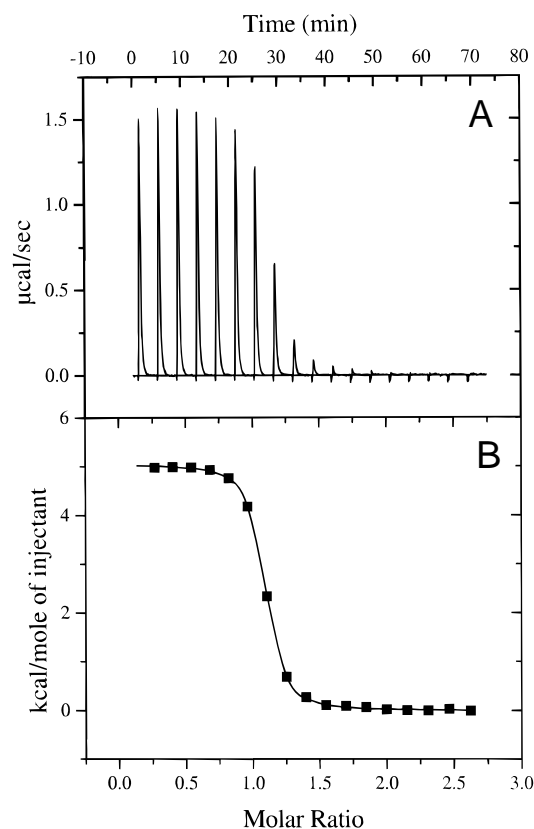 Time (min)
-10 0 10 20 30 40 50 60 70 80
A
1.5
1.0
0.5
0.0
µcal/sec
6
B
4
2
0
kcal/mole of injectant
0.0 0.5 1.0 1.5 2.0 2.5 3.0
Molar Ratio